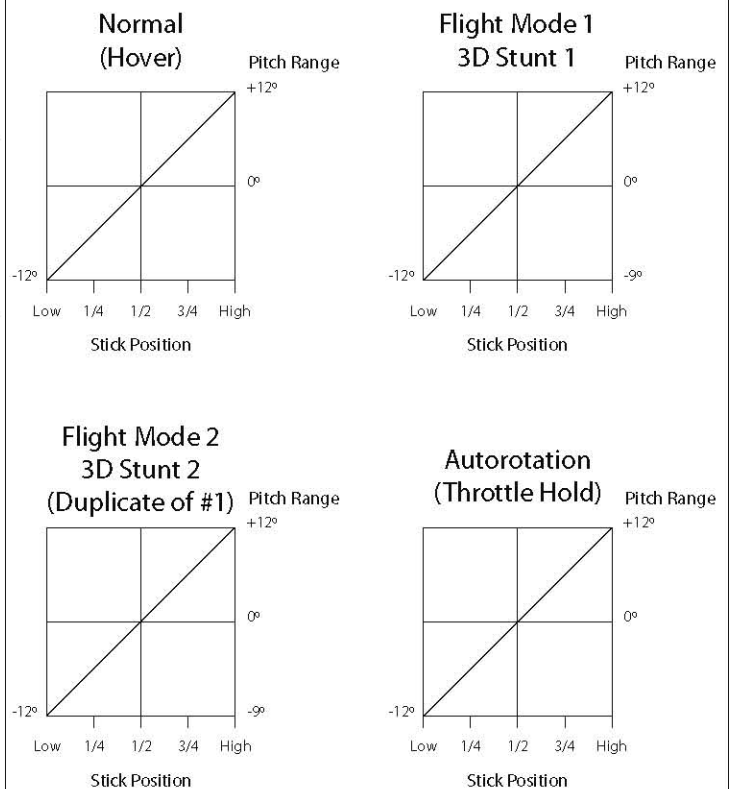 Normal
(Hover)
Pitch Range
+12º
0º
-12º
Low 1/4 1/2 3/4 High
Stick Position
Flight Mode 1
3D Stunt 1
Pitch Range
+12º
0º
-12º
-9º
Low 1/4 1/2 3/4 High
Stick Position
Flight Mode 2
3D Stunt 2
(Duplicate of #1)
Pitch Range
+12º
0º
-12º
-9º
Low 1/4 1/2 3/4 High
Stick Position
Autorotation
(Throttle Hold)
Pitch Range
+12º
0º
-12º
Low 1/4 1/2 3/4 High
Stick Position